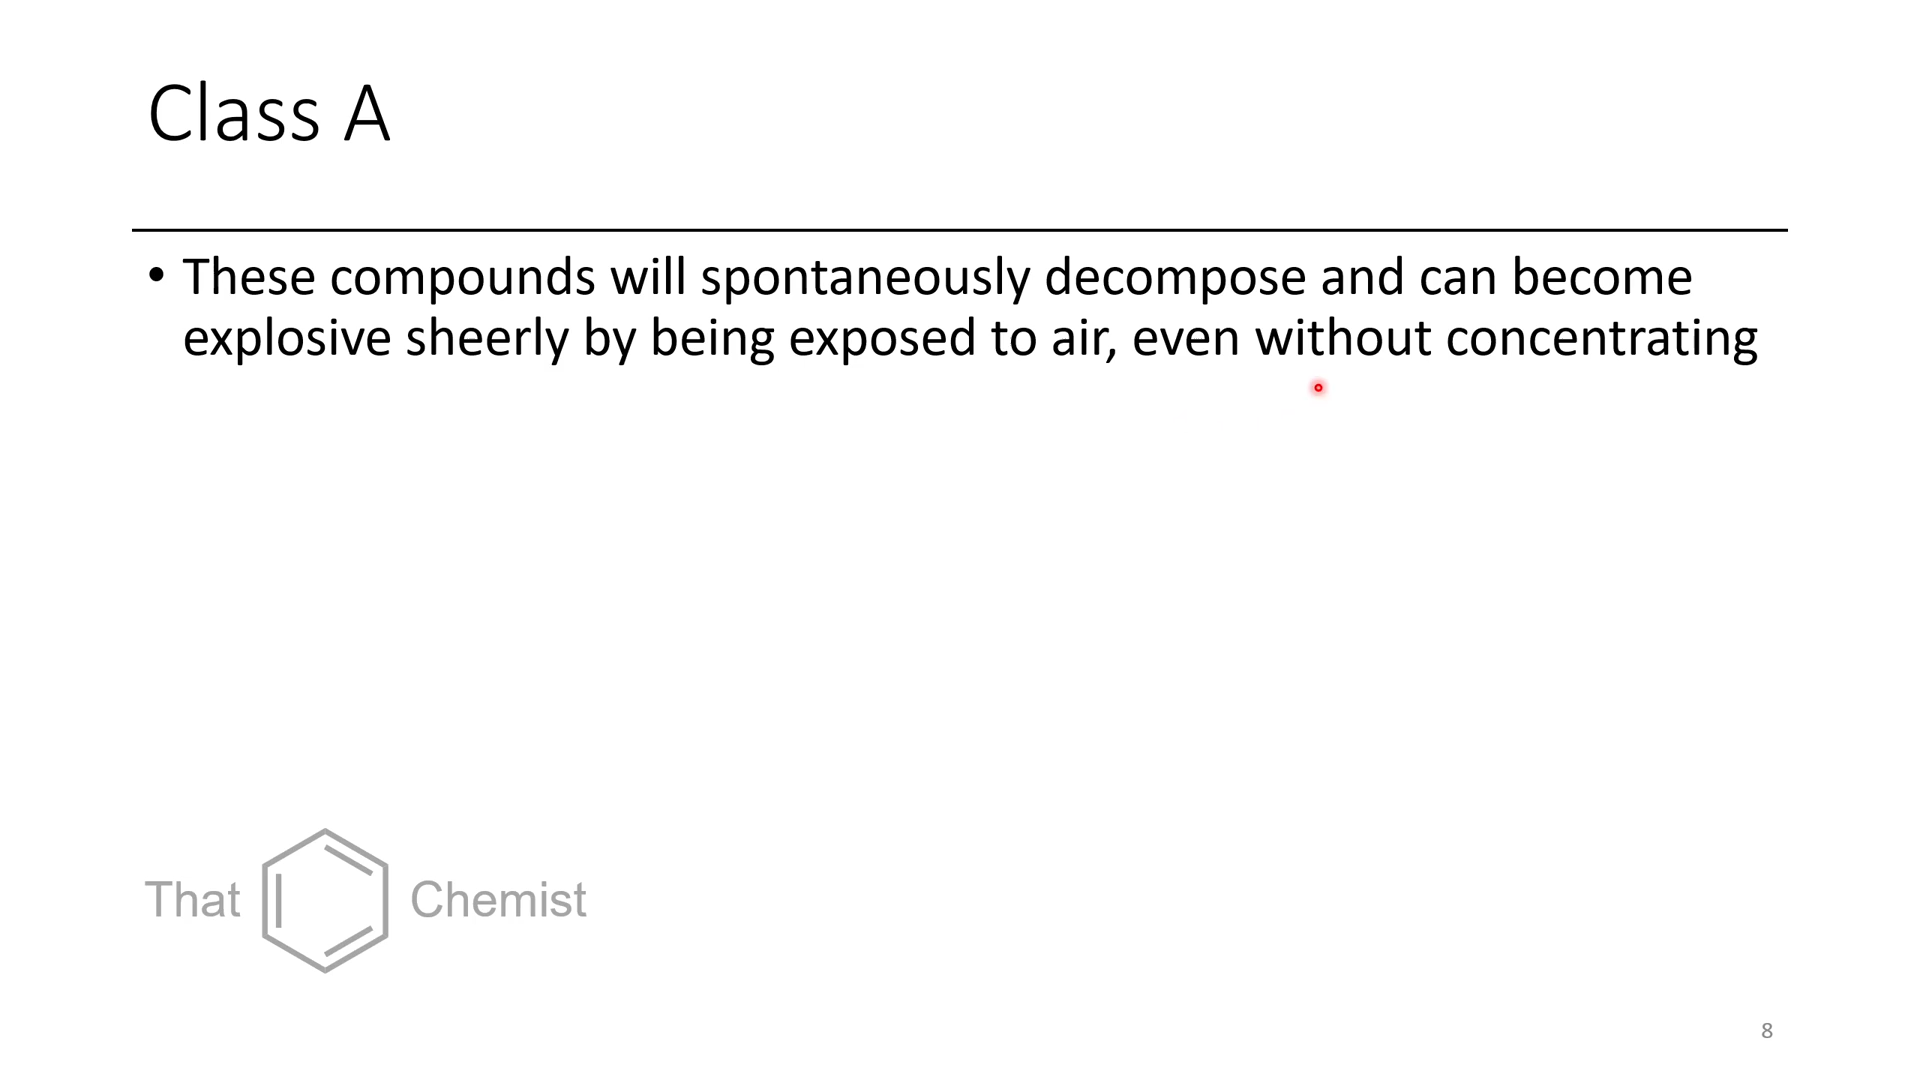 Class A
• These compounds will spontaneously decompose and can become
explosive sheerly by being exposed to air, even without concentrating
That Chemist
8